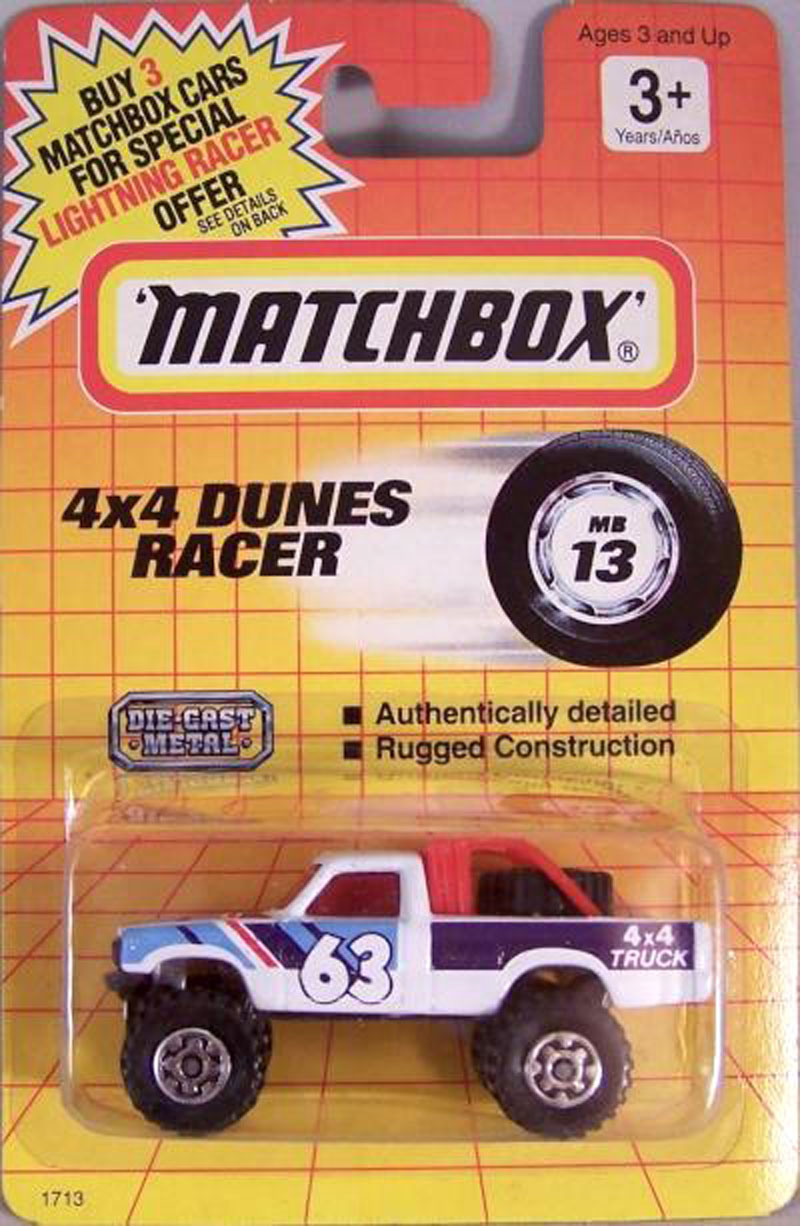 BUY 3
MATCHBOX CARS
FOR SPECIAL
LIGHTNING RACER
OFFER
SEE DETAILS
ON BACK
Ages 3 and Up
3+
Years/Años
'MATCHBOX'®
4x4 DUNES
RACER
MB
13
DIE-CAST
•METAL•
■ Authentically detailed
■ Rugged Construction
63
4x4
TRUCK
1713